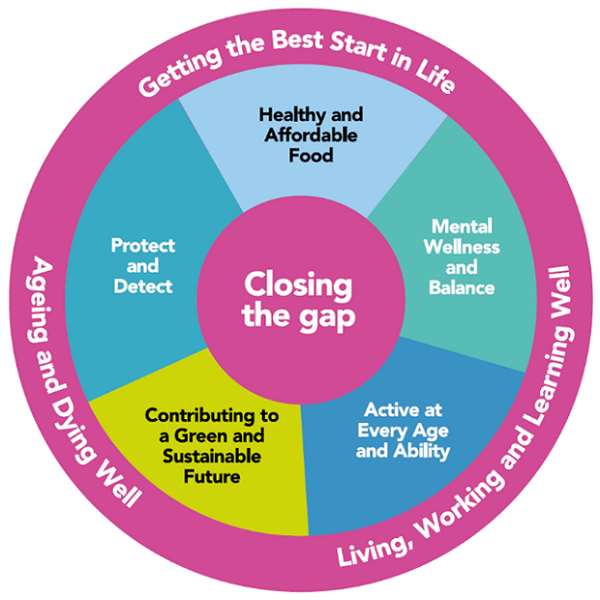 Getting the Best Start in Life
Healthy and
Affordable
Food
Mental
Wellness
and
Balance
Protect
and
Detect
Closing
the gap
Active at
Every Age
and Ability
Contributing to
a Green and
Sustainable
Future
Living, Working and Learning Well
Ageing and Dying Well